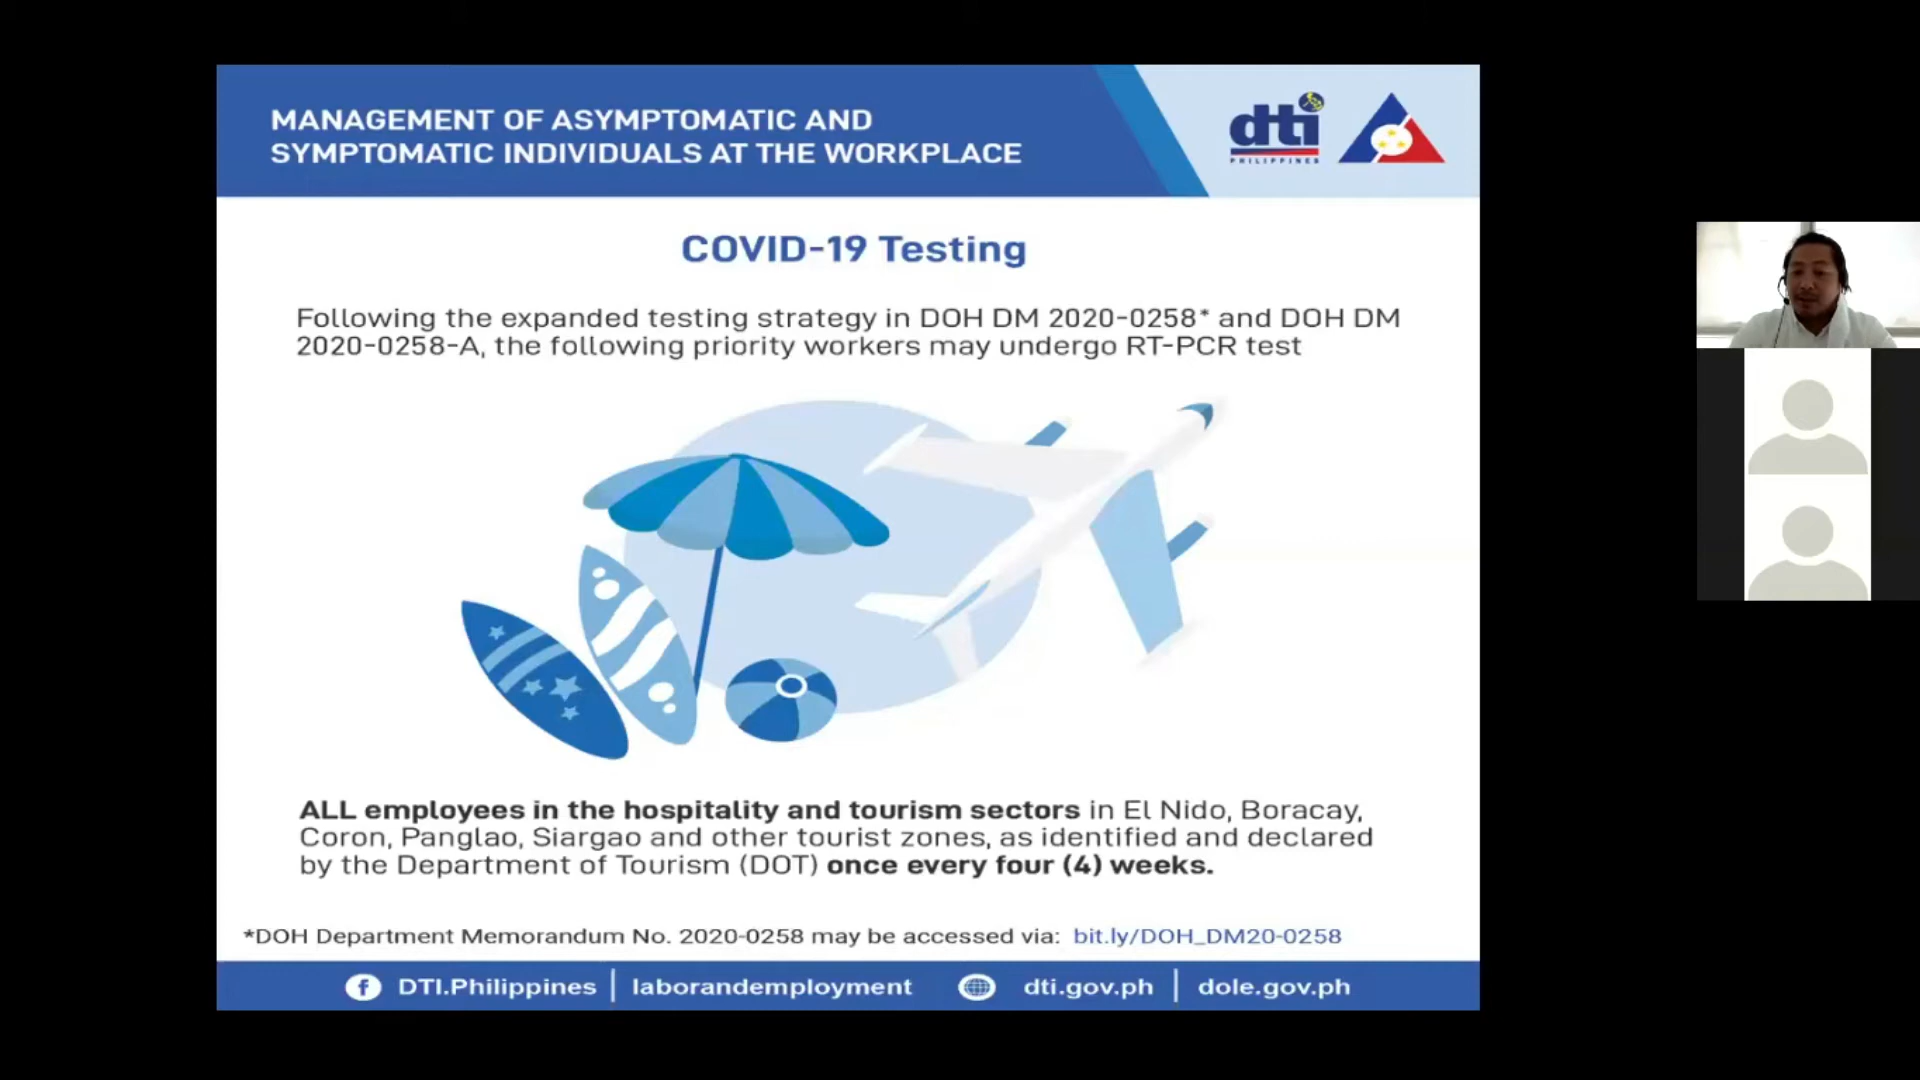 MANAGEMENT OF ASYMPTOMATIC AND
SYMPTOMATIC INDIVIDUALS AT THE WORKPLACE
dti
PHILIPPINES
COVID-19 Testing
Following the expanded testing strategy in DOH DM 2020-0258* and DOH DM
2020-0258-A, the following priority workers may undergo RT-PCR test
ALL employees in the hospitality and tourism sectors in El Nido, Boracay,
Coron, Panglao, Siargao and other tourist zones, as identified and declared
by the Department of Tourism (DOT) once every four (4) weeks.
*DOH Department Memorandum No. 2020-0258 may be accessed via: bit.ly/DOH_DM20-0258
f DTI.Philippines | laborandemployment dti.gov.ph | dole.gov.ph